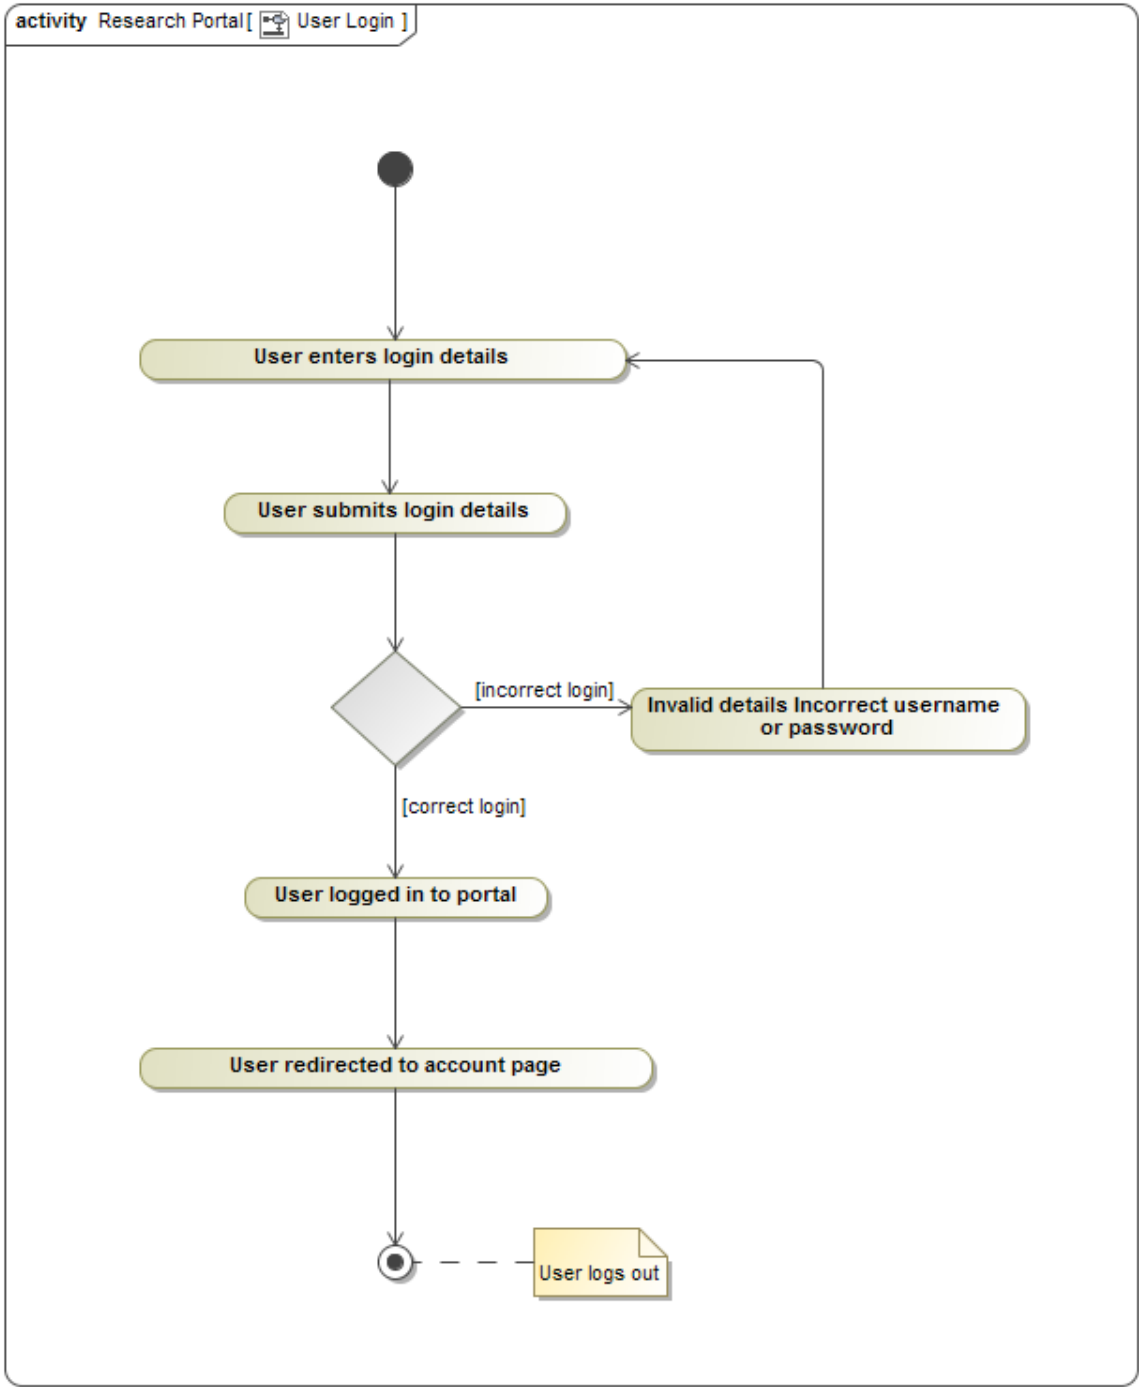 activity Research Portal[ User Login ]
User enters login details
User submits login details
[incorrect login]
Invalid details Incorrect username
or password
[correct login]
User logged in to portal
User redirected to account page
User logs out